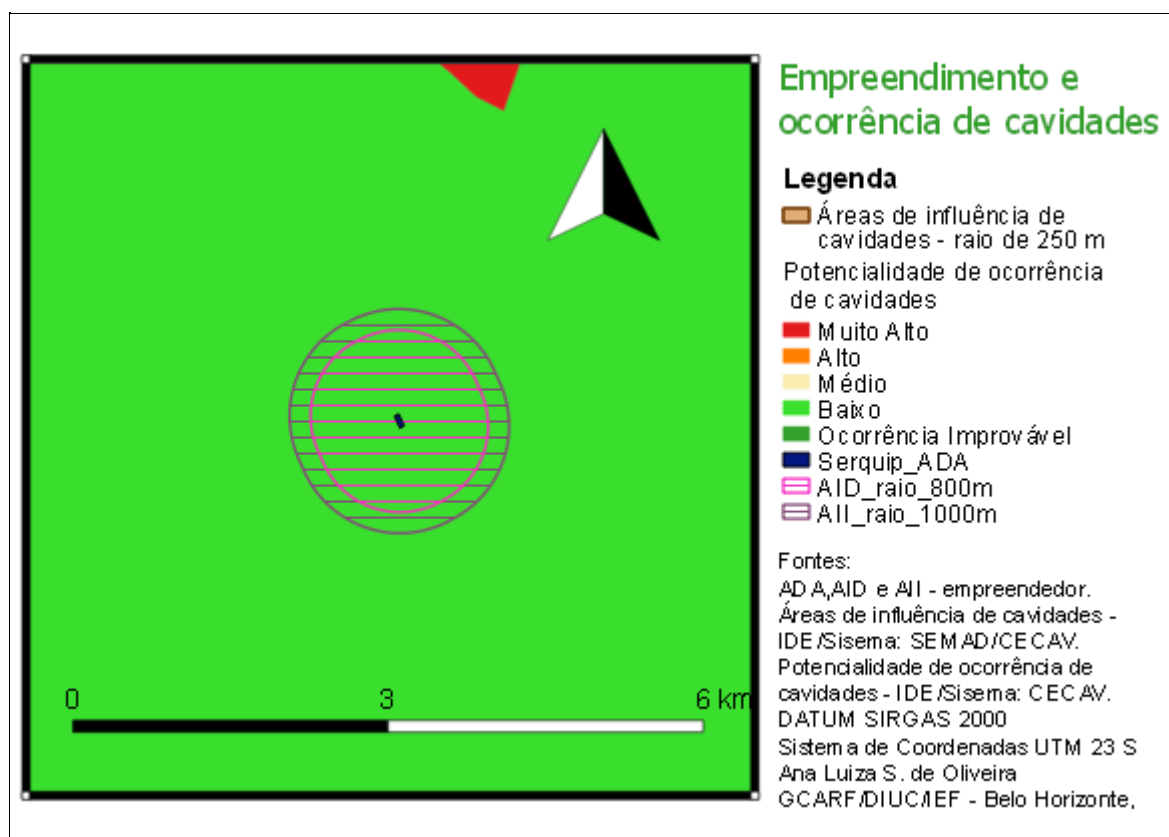 Empreendimento e
ocorrência de cavidades
Legenda
Áreas de influência de
cavidades - raio de 250 m
Potencialidade de ocorrência
de cavidades
Muito Alto
Alto
Médio
Baixo
Ocorrência Improvável
Serquip_ADA
AID_raio_800m
AII_raio_1000m
0 3 6 km
Fontes:
ADA,AID e AII - empreendedor.
Áreas de influência de cavidades -
IDE/Sisema: SEMAD/CECAV.
Potencialidade de ocorrência de
cavidades - IDE/Sisema: CECAV.
DATUM SIRGAS 2000
Sistema de Coordenadas UTM 23 S
Ana Luiza S. de Oliveira
GCARF/DIUC/IEF - Belo Horizonte,